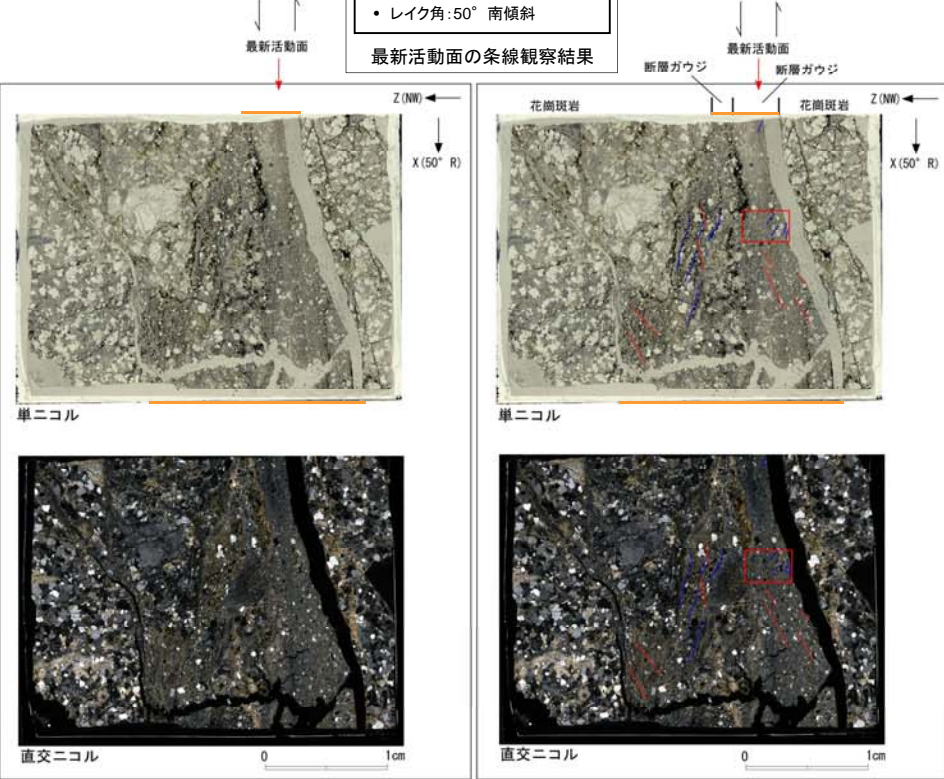 • レイク角:50° 南傾斜
最新活動面の条線観察結果
最新活動面
Z(NW)
X(50° R)
単ニコル
直交ニコル
0 1cm
最新活動面
断層ガウジ 断層ガウジ
花崗斑岩 花崗斑岩 Z(NW)
X(50° R)
単ニコル
直交ニコル
0 1cm